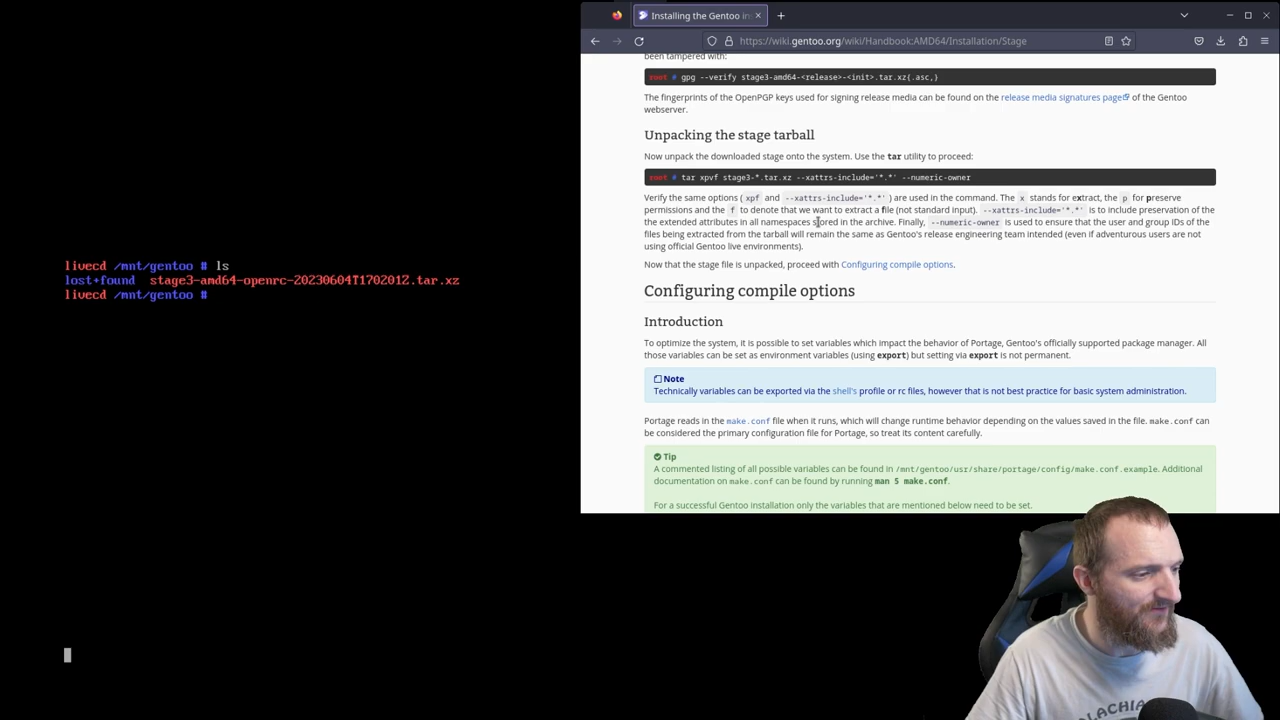 livecd /mnt/gentoo # ls
lost+found stage3-amd64-openrc-20230604T170201Z.tar.xz
livecd /mnt/gentoo #
Installing the Gentoo in
https://wiki.gentoo.org/wiki/Handbook:AMD64/Installation/Stage
been tampered with:
root # gpg --verify stage3-amd64-<release>-<init>.tar.xz{.asc,}
The fingerprints of the OpenPGP keys used for signing release media can be found on the release media signatures page of the Gentoo
webserver.
Unpacking the stage tarball
Now unpack the downloaded stage onto the system. Use the tar utility to proceed:
root # tar xpvf stage3-*.tar.xz --xattrs-include='*.*' --numeric-owner
Verify the same options ( xpf and --xattrs-include='*.*' ) are used in the command. The x stands for extract, the p for preserve
permissions and the f to denote that we want to extract a file (not standard input). --xattrs-include='*.*' is to include preservation of the
the extended attributes in all namespaces stored in the archive. Finally, --numeric-owner is used to ensure that the user and group IDs of the
files being extracted from the tarball will remain the same as Gentoo's release engineering team intended (even if adventurous users are not
using official Gentoo live environments).
Now that the stage file is unpacked, proceed with Configuring compile options.
Configuring compile options
Introduction
To optimize the system, it is possible to set variables which impact the behavior of Portage, Gentoo's officially supported package manager. All
those variables can be set as environment variables (using export) but setting via export is not permanent.
Note
Technically variables can be exported via the shell's profile or rc files, however that is not best practice for basic system administration.
Portage reads in the make.conf file when it runs, which will change runtime behavior depending on the values saved in the file. make.conf can
be considered the primary configuration file for Portage, so treat its content carefully.
Tip
A commented listing of all possible variables can be found in /mnt/gentoo/usr/share/portage/config/make.conf.example. Additional
documentation on make.conf can be found by running man 5 make.conf.
For a successful Gentoo installation only the variables that are mentioned below need to be set.